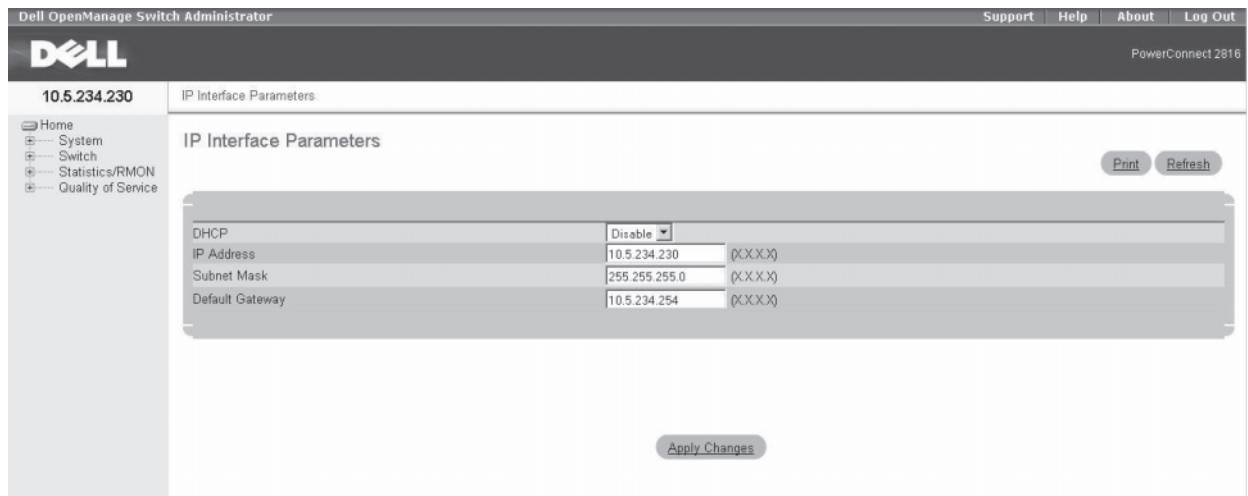 Dell OpenManage Switch Administrator Support Help About Log Out
DELL
PowerConnect 2816
10.5.234.230 IP Interface Parameters
Home
System
Switch
Statistics/RMON
Quality of Service
IP Interface Parameters
Print Refresh
DHCP Disable
IP Address 10.5.234.230 (X.X.X.X)
Subnet Mask 255.255.255.0 (X.X.X.X)
Default Gateway 10.5.234.254 (X.X.X.X)
Apply Changes